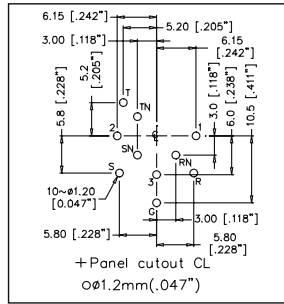 6.15 [.242"]
5.20 [.205"]
3.00 [.118"]
6.15
[.242"]
5.2
[.205"]
5.8 [.228"]
T
TN
2
1
SN
RN
S
3
R
G
3.0 [.118"]
6.0 [.238"]
10.5 [.411"]
10~ø1.20
[0.047"]
3.00 [.118"]
5.80 [.228"]
5.80
[.228"]
+Panel cutout CL
oø1.2mm(.047")